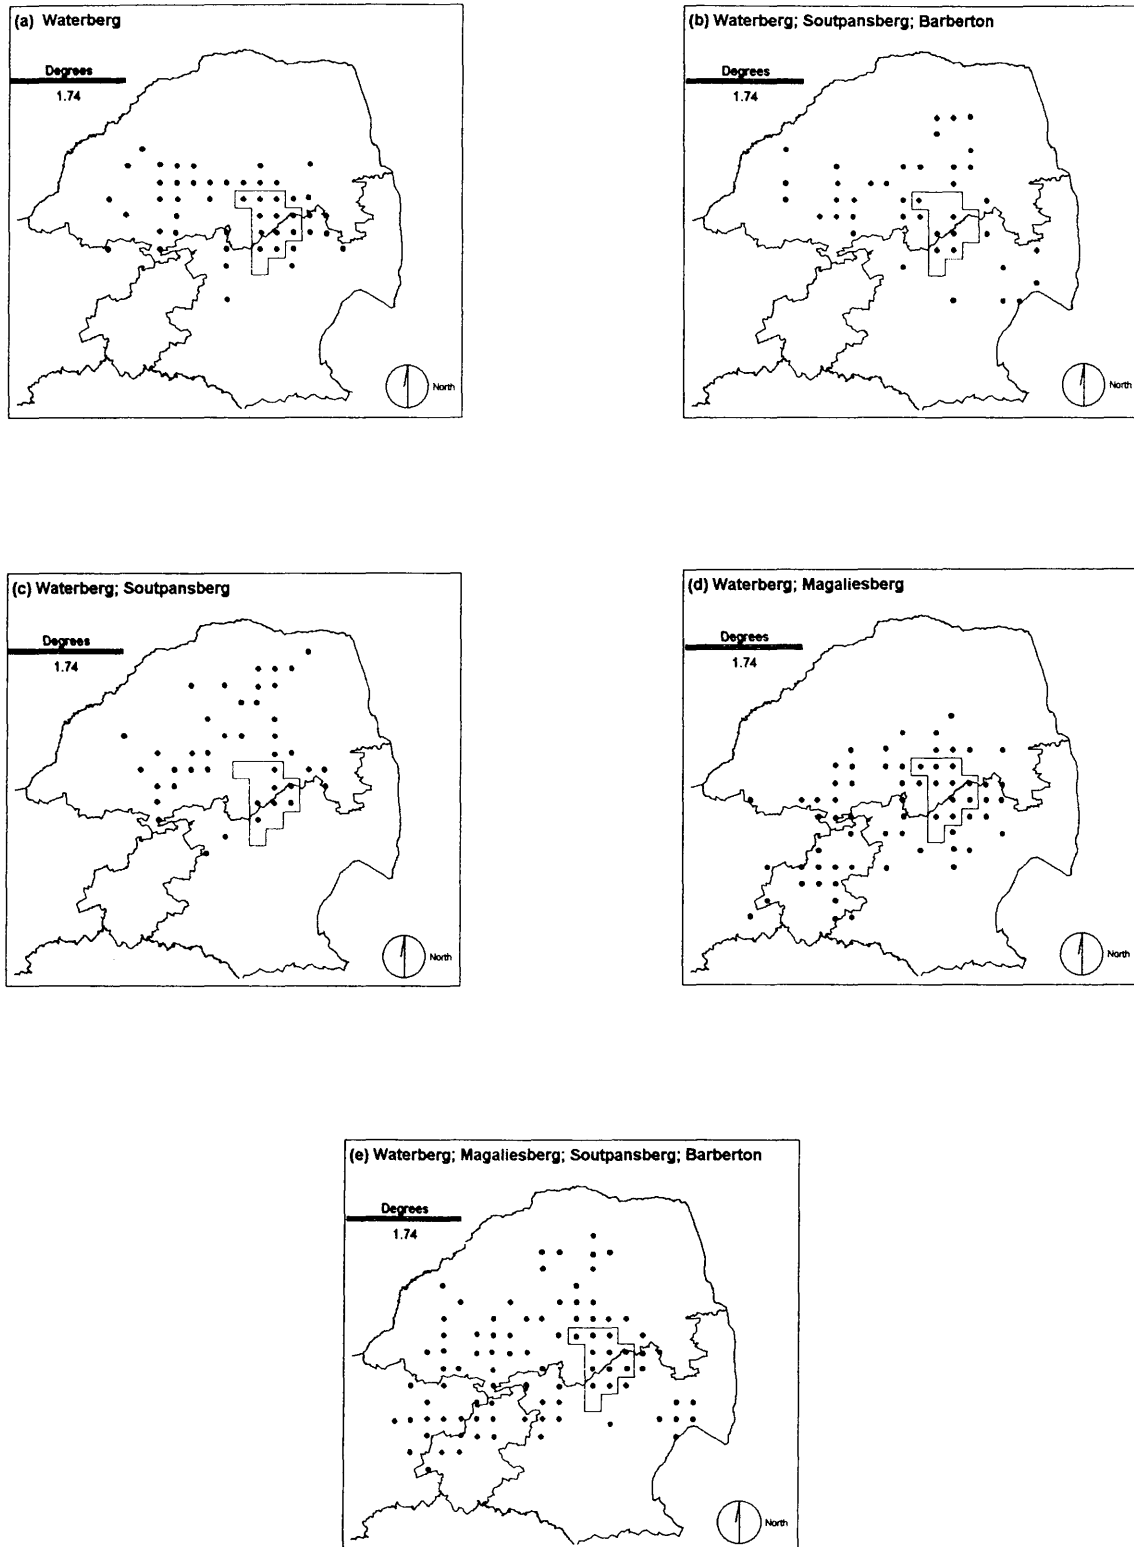 (a) Waterberg
Degrees
1.74
North
(b) Waterberg; Soutpansberg; Barberton
Degrees
1.74
North
(c) Waterberg; Soutpansberg
Degrees
1.74
North
(d) Waterberg; Magaliesberg
Degrees
1.74
North
(e) Waterberg; Magaliesberg; Soutpansberg; Barberton
Degrees
1.74
North